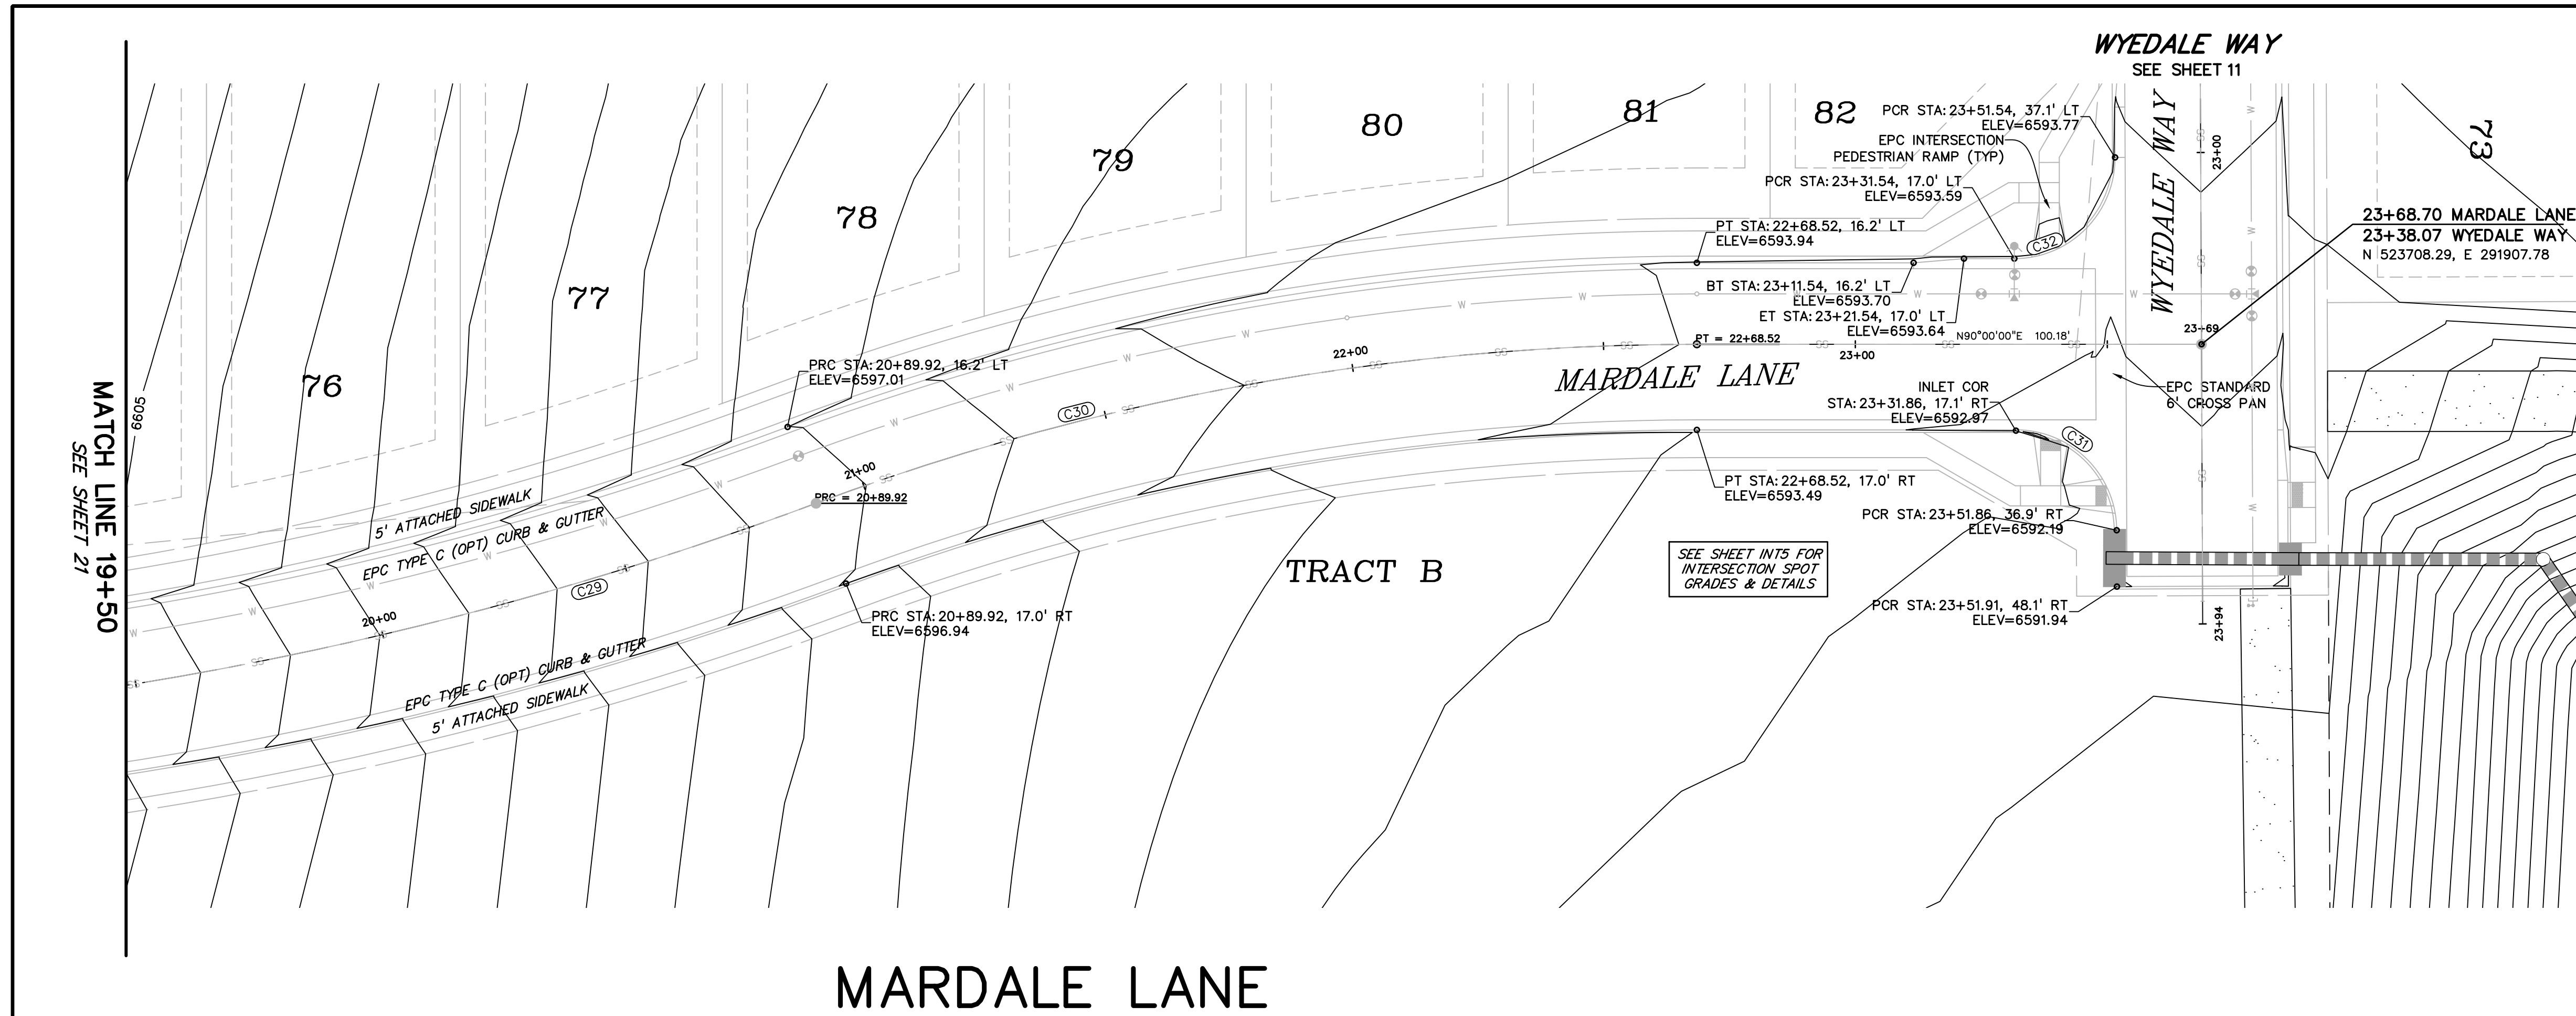 WYEDALE WAY
SEE SHEET 11
MATCH LINE 19+50
SEE SHEET 21
6605
76
77
78
79
80
81
82
73
PCR STA: 23+51.54, 37.1' LT
ELEV=6593.77
EPC INTERSECTION
PEDESTRIAN RAMP (TYP)
PCR STA: 23+31.54, 17.0' LT
ELEV=6593.59
PT STA: 22+68.52, 16.2' LT
ELEV=6593.94
C32
BT STA: 23+11.54, 16.2' LT
ELEV=6593.70
ET STA: 23+21.54, 17.0' LT
ELEV=6593.64
WYEDALE WAY
WYEDALE WAY
23+00
23+68.70 MARDALE LANE
23+38.07 WYEDALE WAY
N 523708.29, E 291907.78
23+69
PT = 22+68.52
N90°00'00"E 100.18'
22+00
23+00
MARDALE LANE
PRC STA: 20+89.92, 16.2' LT
ELEV=6597.01
C30
INLET COR
STA: 23+31.86, 17.1' RT
ELEV=6592.97
EPC STANDARD
6' CROSS PAN
C31
21+00
PRC = 20+89.92
PT STA: 22+68.52, 17.0' RT
ELEV=6593.49
5' ATTACHED SIDEWALK
EPC TYPE C (OPT) CURB & GUTTER
PCR STA: 23+51.86, 36.9' RT
ELEV=6592.19
SEE SHEET INT5 FOR
INTERSECTION SPOT
GRADES & DETAILS
TRACT B
C29
20+00
PRC STA: 20+89.92, 17.0' RT
ELEV=6596.94
PCR STA: 23+51.91, 48.1' RT
ELEV=6591.94
23+94
EPC TYPE C (OPT) CURB & GUTTER
5' ATTACHED SIDEWALK
MARDALE LANE